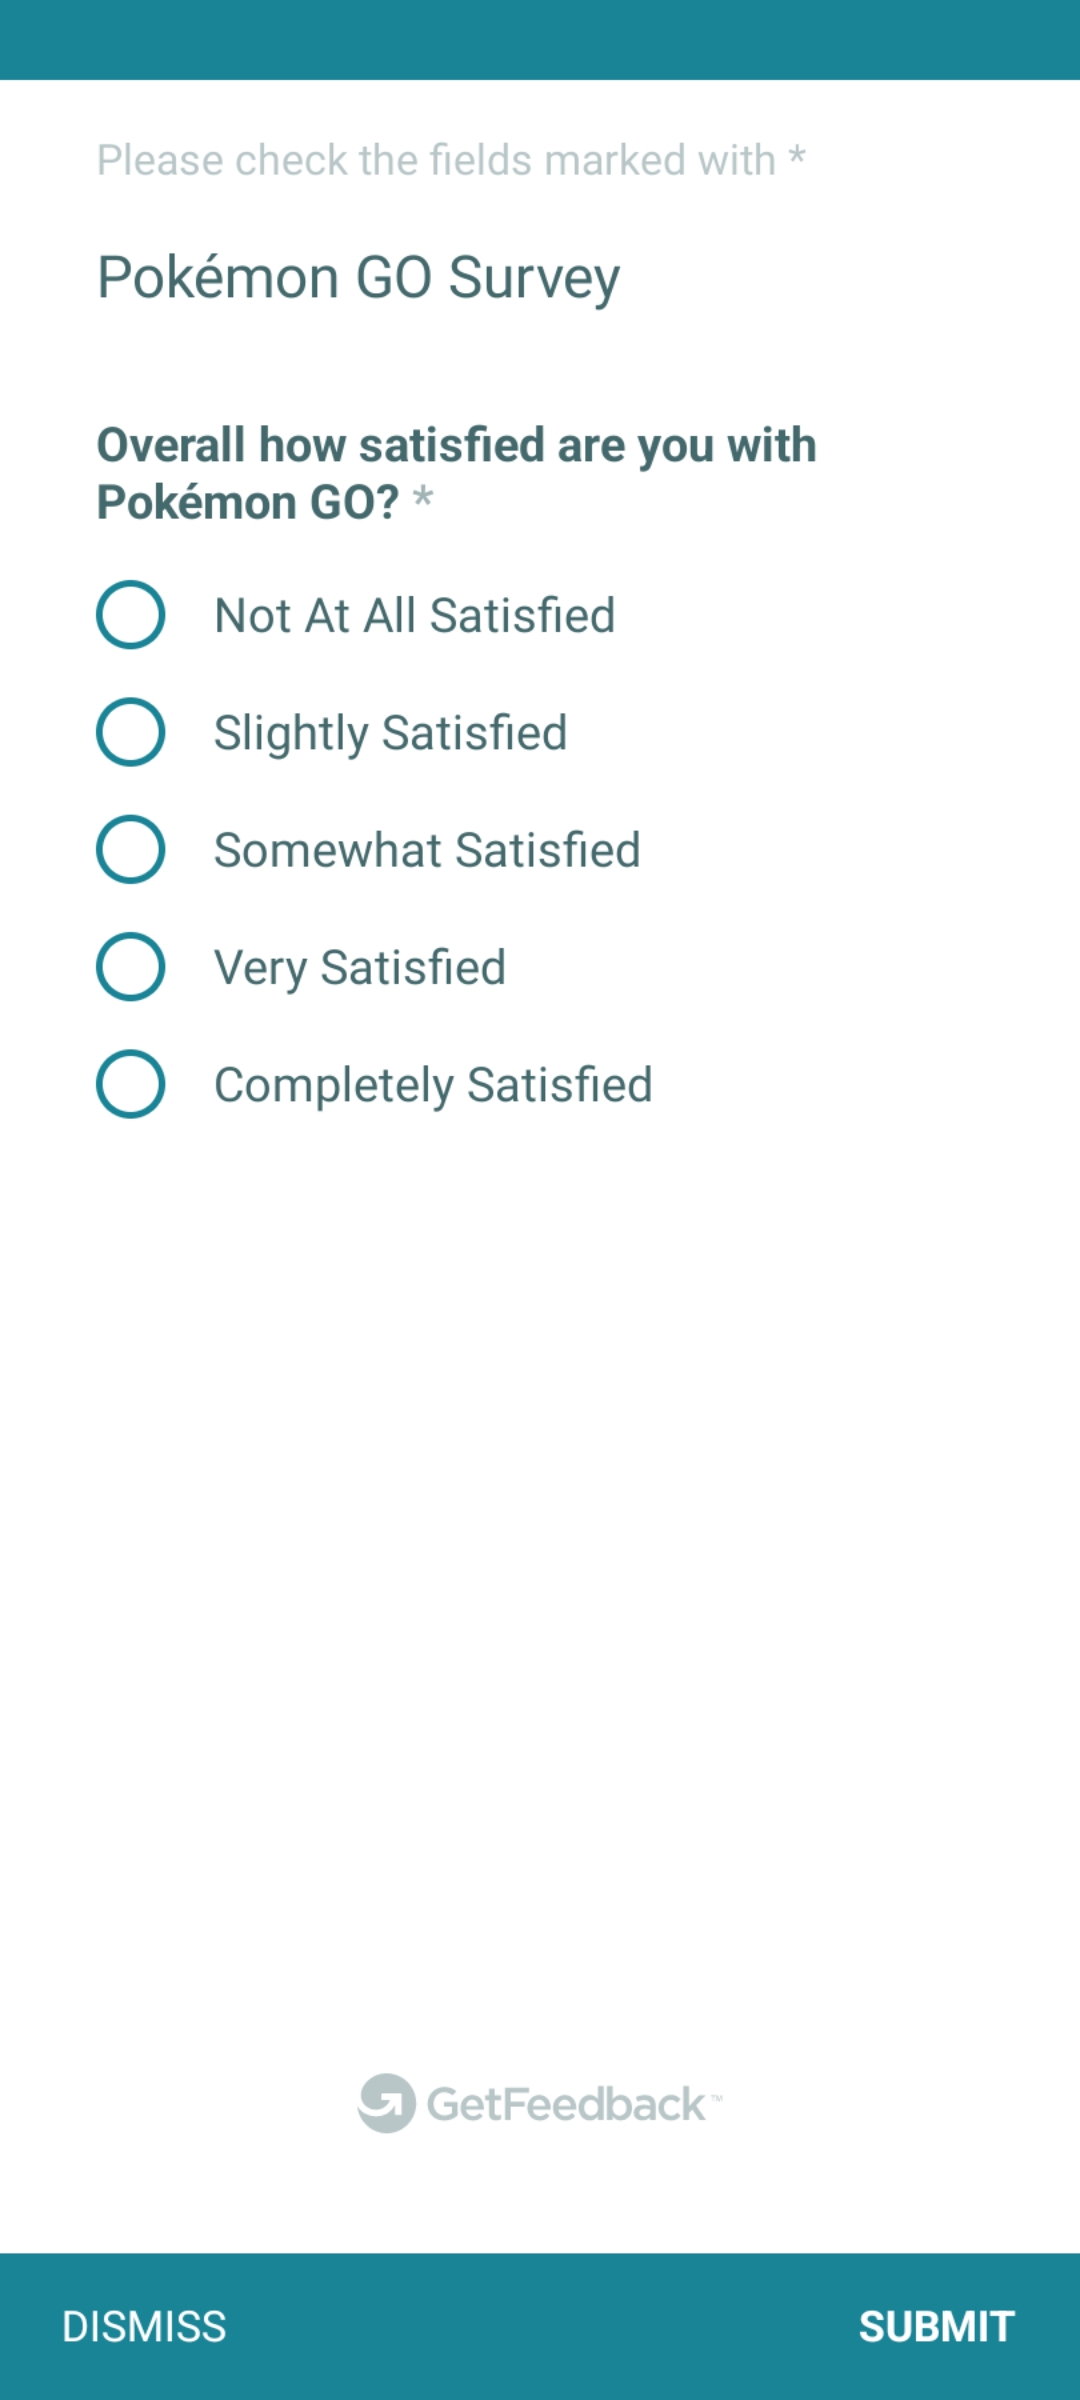 Please check the fields marked with *
Pokémon GO Survey
Overall how satisfied are you with
Pokémon GO? *
Not At All Satisfied
Slightly Satisfied
Somewhat Satisfied
Very Satisfied
Completely Satisfied
GetFeedback™
DISMISS
SUBMIT